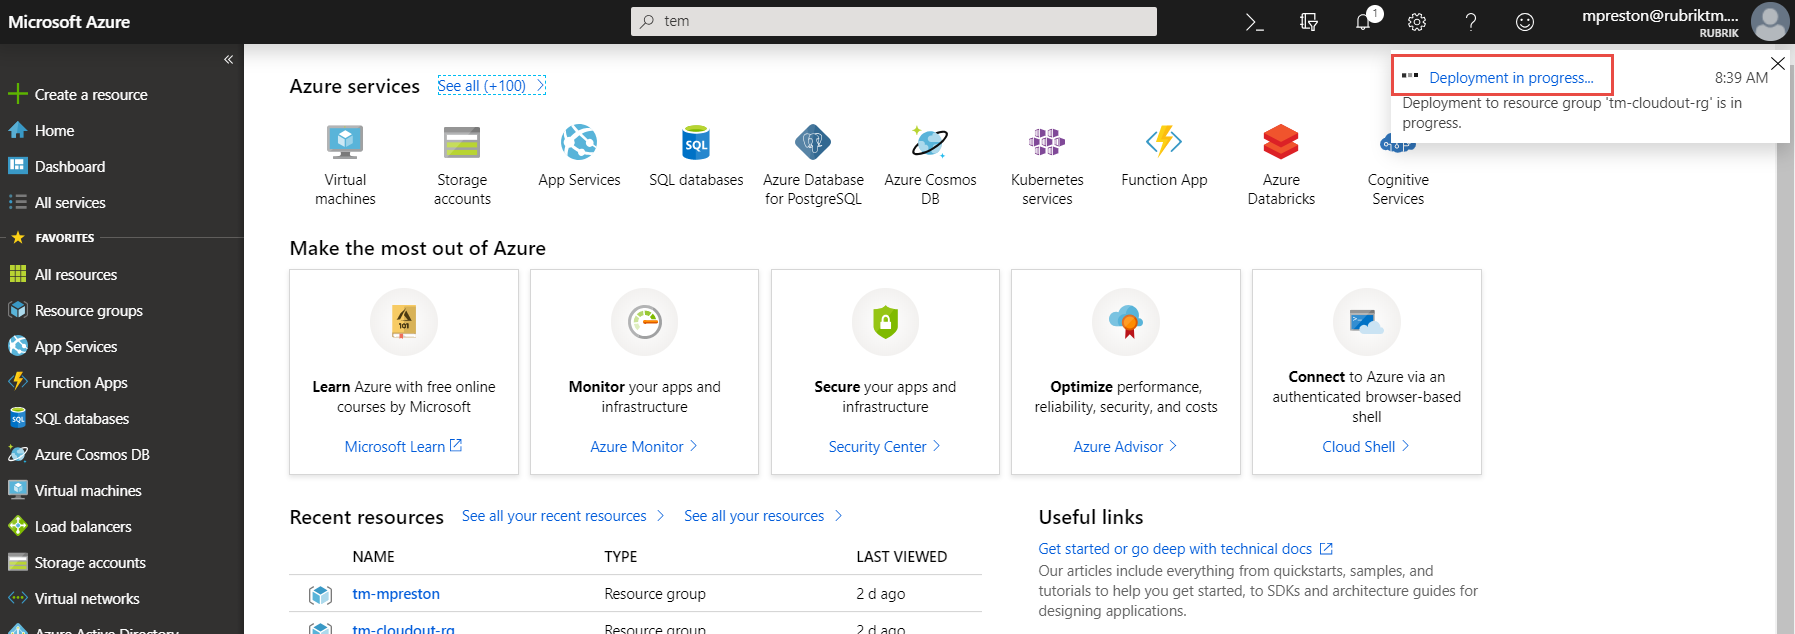 Microsoft Azure
tem
1
mpreston@rubriktm....
RUBRIK
«
Create a resource
Home
Dashboard
All services
FAVORITES
All resources
Resource groups
App Services
Function Apps
SQL databases
Azure Cosmos DB
Virtual machines
Load balancers
Storage accounts
Virtual networks
Azure Active Directory
Deployment in progress...
8:39 AM
Deployment to resource group 'tm-cloudout-rg' is in
progress.
Azure services
See all (+100)
Virtual
machines
Storage
accounts
App Services
SQL
SQL databases
Azure Database
for PostgreSQL
Azure Cosmos
DB
Kubernetes
services
Function App
Azure
Databricks
Cognitive
Services
Make the most out of Azure
101
Learn Azure with free online
courses by Microsoft
Microsoft Learn
Monitor your apps and
infrastructure
Azure Monitor
Secure your apps and
infrastructure
Security Center
Optimize performance,
reliability, security, and costs
Azure Advisor
Connect to Azure via an
authenticated browser-based
shell
Cloud Shell
Recent resources
See all your recent resources
See all your resources
NAME TYPE LAST VIEWED
tm-mpreston Resource group 2 d ago
tm-cloudout-rg Resource group 2 d ago
Useful links
Get started or go deep with technical docs
Our articles include everything from quickstarts, samples, and
tutorials to help you get started, to SDKs and architecture guides for
designing applications.